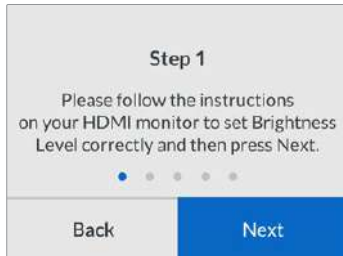 Step 1
Please follow the instructions
on your HDMI monitor to set Brightness
Level correctly and then press Next.
Back
Next